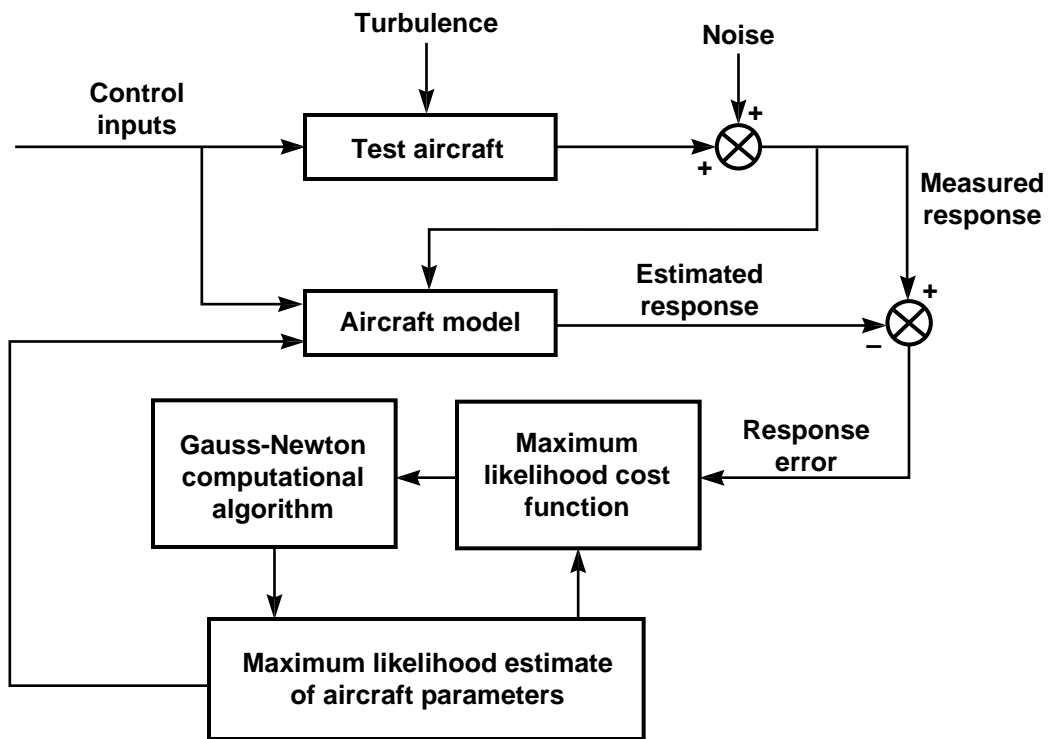 Turbulence
Noise
Control
inputs
+
Test aircraft
+
Measured
response
Estimated
response
+
Aircraft model
–
Gauss-Newton
computational
algorithm
Maximum
likelihood cost
function
Response
error
Maximum likelihood estimate
of aircraft parameters